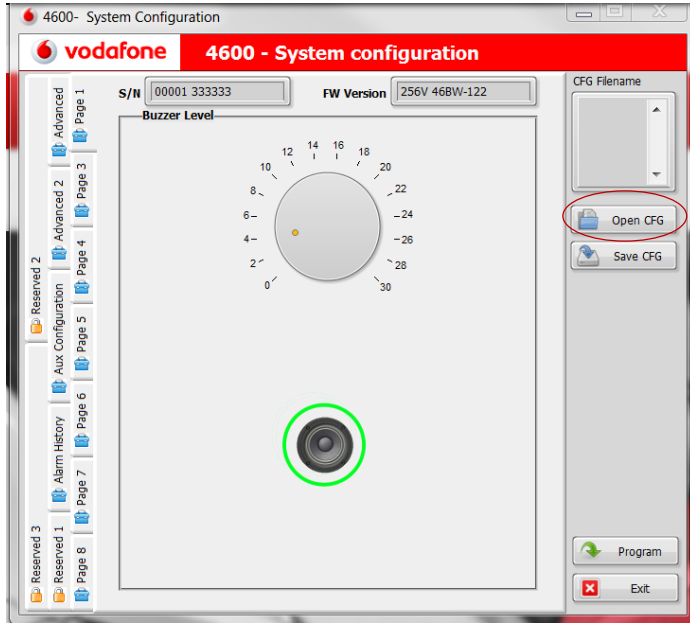 4600- System Configuration
vodafone 4600 - System configuration
S/N 00001 333333 FW Version 256V 46BW-122
CFG Filename
Buzzer Level
0
2
4
6
8
10
12
14
16
18
20
22
24
26
28
30
Open CFG
Save CFG
Program
Exit
Reserved 2
Reserved 3
Advanced
Advanced 2
Aux Configuration
Alarm History
Reserved 1
Page 1
Page 3
Page 4
Page 5
Page 6
Page 7
Page 8